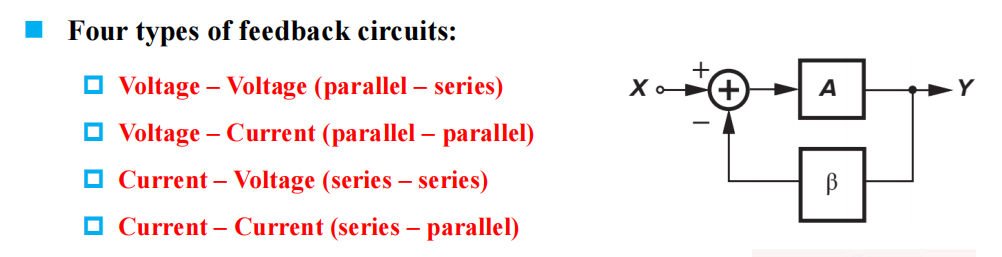 Four types of feedback circuits:
Voltage – Voltage (parallel – series)
Voltage – Current (parallel – parallel)
Current – Voltage (series – series)
Current – Current (series – parallel)
X
+
−
+
A
Y
β